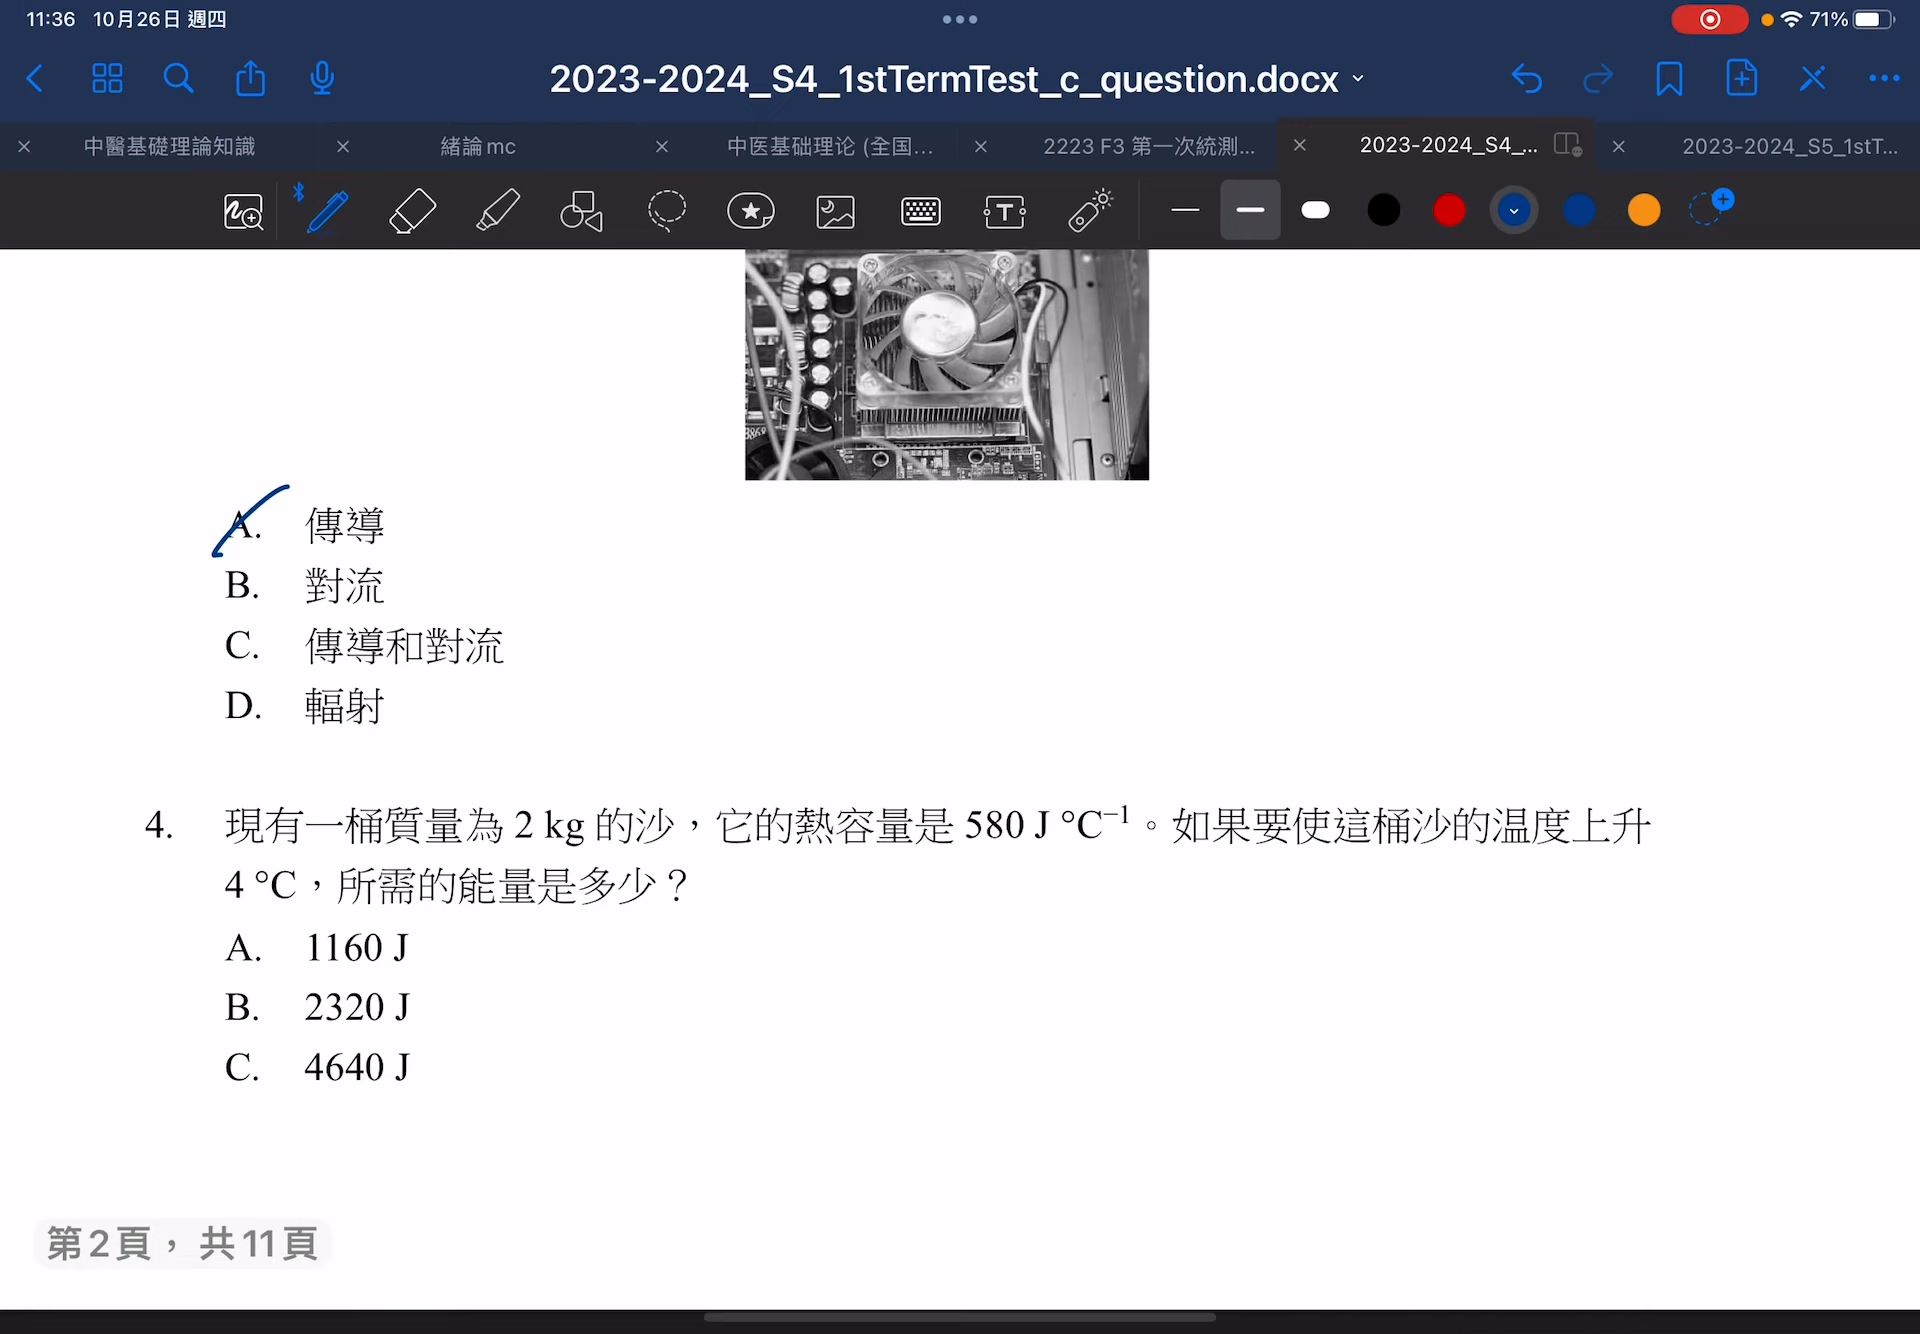 11:36 10月26日 週四
71%
2023-2024_S4_1stTermTest_c_question.docx
中醫基礎理論知識
緒論mc
中医基础理论 (全国...
2223 F3 第一次統測...
2023-2024_S4_...
2023-2024_S5_1stT...
A. 傳導
B. 對流
C. 傳導和對流
D. 輻射
4. 現有一桶質量為 2 kg 的沙，它的熱容量是 580 J °C⁻¹。如果要使這桶沙的温度上升
4 °C，所需的能量是多少？
A. 1160 J
B. 2320 J
C. 4640 J
第2頁， 共11頁